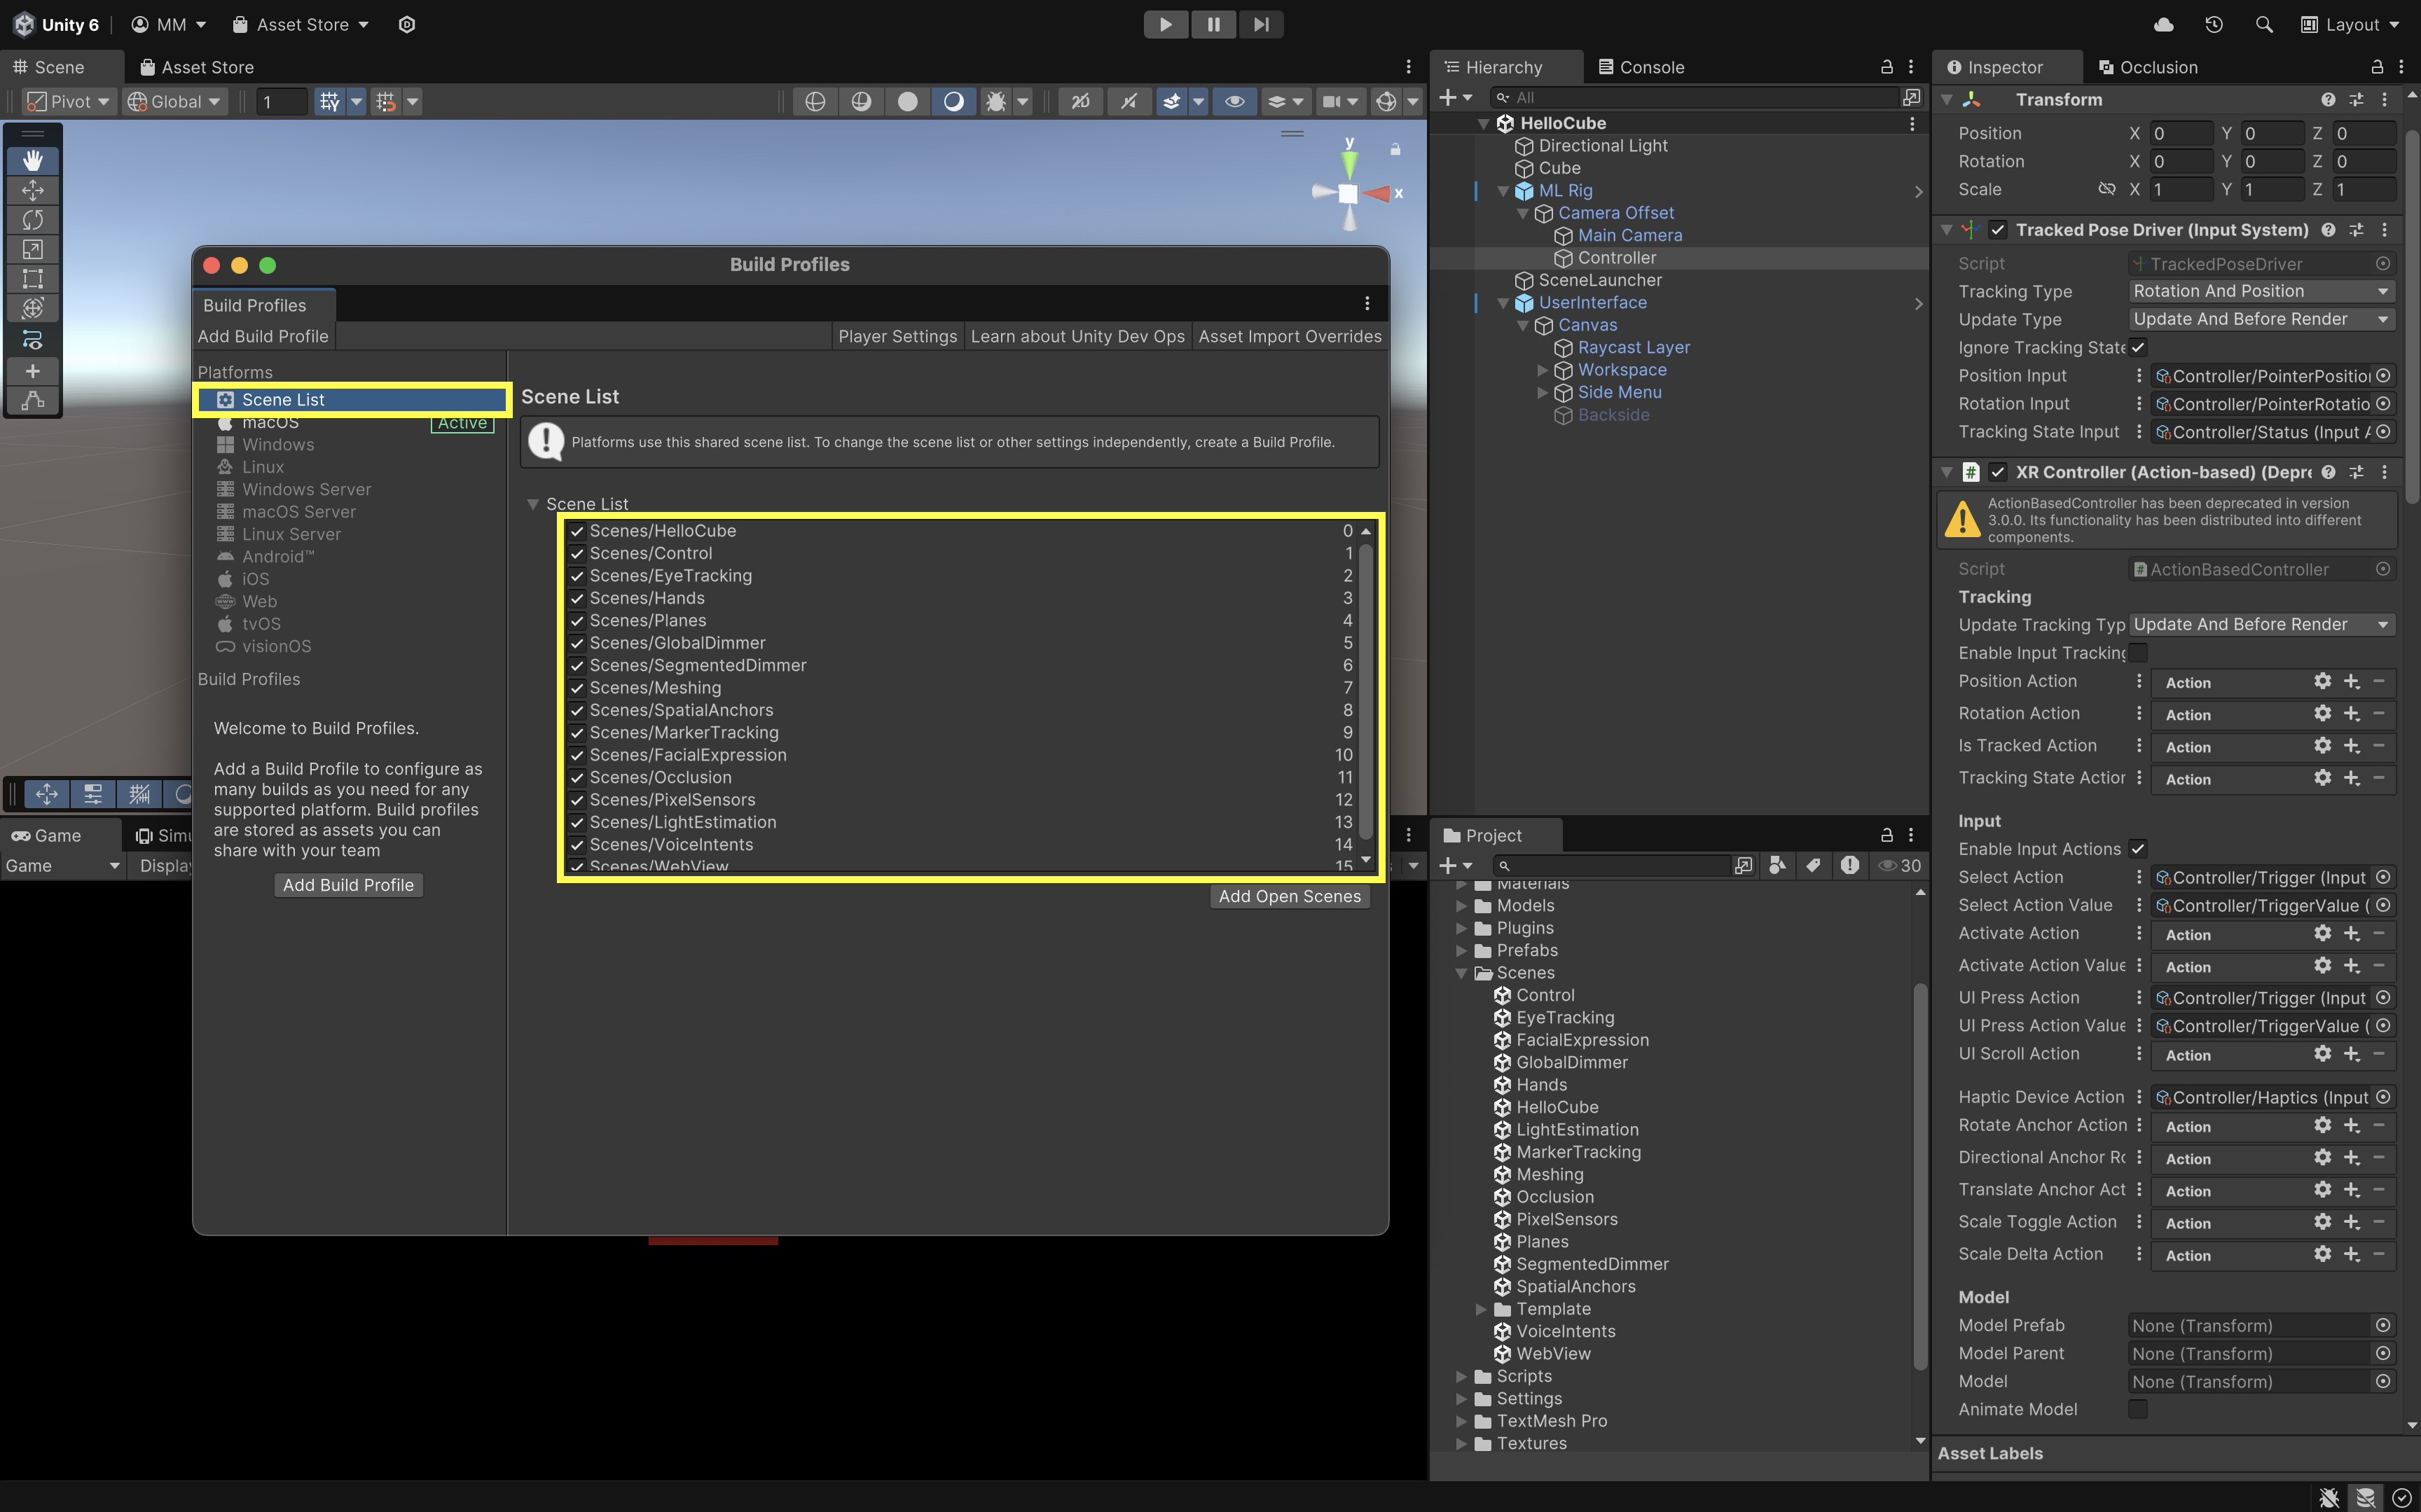 Unity 6
MM
Asset Store
Layout
Scene
Asset Store
Pivot
Global
1
2D
y
x
Build Profiles
Build Profiles
Add Build Profile
Player Settings
Learn about Unity Dev Ops
Asset Import Overrides
Platforms
Scene List
macOS
Active
Windows
Linux
Windows Server
macOS Server
Linux Server
Android™
iOS
Web
tvOS
visionOS
Build Profiles
Welcome to Build Profiles.
Add a Build Profile to configure as
many builds as you need for any
supported platform. Build profiles
are stored as assets you can
share with your team
Add Build Profile
Scene List
Platforms use this shared scene list. To change the scene list or other settings independently, create a Build Profile.
Scene List
Scenes/HelloCube 0
Scenes/Control 1
Scenes/EyeTracking 2
Scenes/Hands 3
Scenes/Planes 4
Scenes/GlobalDimmer 5
Scenes/SegmentedDimmer 6
Scenes/Meshing 7
Scenes/SpatialAnchors 8
Scenes/MarkerTracking 9
Scenes/FacialExpression 10
Scenes/Occlusion 11
Scenes/PixelSensors 12
Scenes/LightEstimation 13
Scenes/VoiceIntents 14
Scenes/WebView 15
Add Open Scenes
Game
Simu
Game
Display
Hierarchy
Console
All
HelloCube
Directional Light
Cube
ML Rig
Camera Offset
Main Camera
Controller
SceneLauncher
UserInterface
Canvas
Raycast Layer
Workspace
Side Menu
Backside
Project
30
Materials
Models
Plugins
Prefabs
Scenes
Control
EyeTracking
FacialExpression
GlobalDimmer
Hands
HelloCube
LightEstimation
MarkerTracking
Meshing
Occlusion
PixelSensors
Planes
SegmentedDimmer
SpatialAnchors
Template
VoiceIntents
WebView
Scripts
Settings
TextMesh Pro
Textures
Inspector
Occlusion
Transform
Position X 0 Y 0 Z 0
Rotation X 0 Y 0 Z 0
Scale X 1 Y 1 Z 1
Tracked Pose Driver (Input System)
Script TrackedPoseDriver
Tracking Type Rotation And Position
Update Type Update And Before Render
Ignore Tracking State
Position Input Controller/PointerPosition
Rotation Input Controller/PointerRotatio
Tracking State Input Controller/Status (Input A
XR Controller (Action-based) (Depre
ActionBasedController has been deprecated in version
3.0.0. Its functionality has been distributed into different
components.
Script # ActionBasedController
Tracking
Update Tracking Typ Update And Before Render
Enable Input Tracking
Position Action Action
Rotation Action Action
Is Tracked Action Action
Tracking State Action Action
Input
Enable Input Actions
Select Action Controller/Trigger (Input
Select Action Value Controller/TriggerValue (
Activate Action Action
Activate Action Value Action
UI Press Action Controller/Trigger (Input
UI Press Action Value Controller/TriggerValue (
UI Scroll Action Action
Haptic Device Action Controller/Haptics (Input
Rotate Anchor Action Action
Directional Anchor Ro Action
Translate Anchor Act Action
Scale Toggle Action Action
Scale Delta Action Action
Model
Model Prefab None (Transform)
Model Parent None (Transform)
Model None (Transform)
Animate Model
Asset Labels